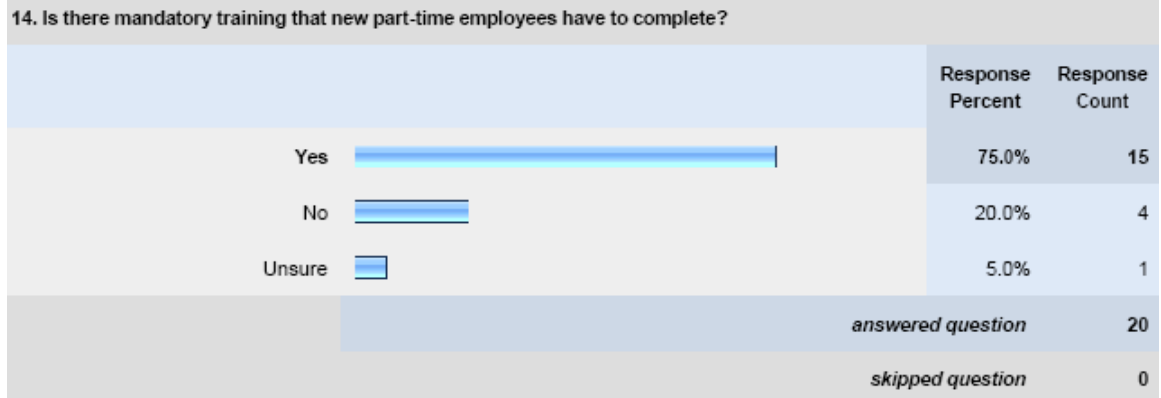 14. Is there mandatory training that new part-time employees have to complete?
Response Response
Percent Count
Yes 75.0% 15
No 20.0% 4
Unsure 5.0% 1
answered question 20
skipped question 0